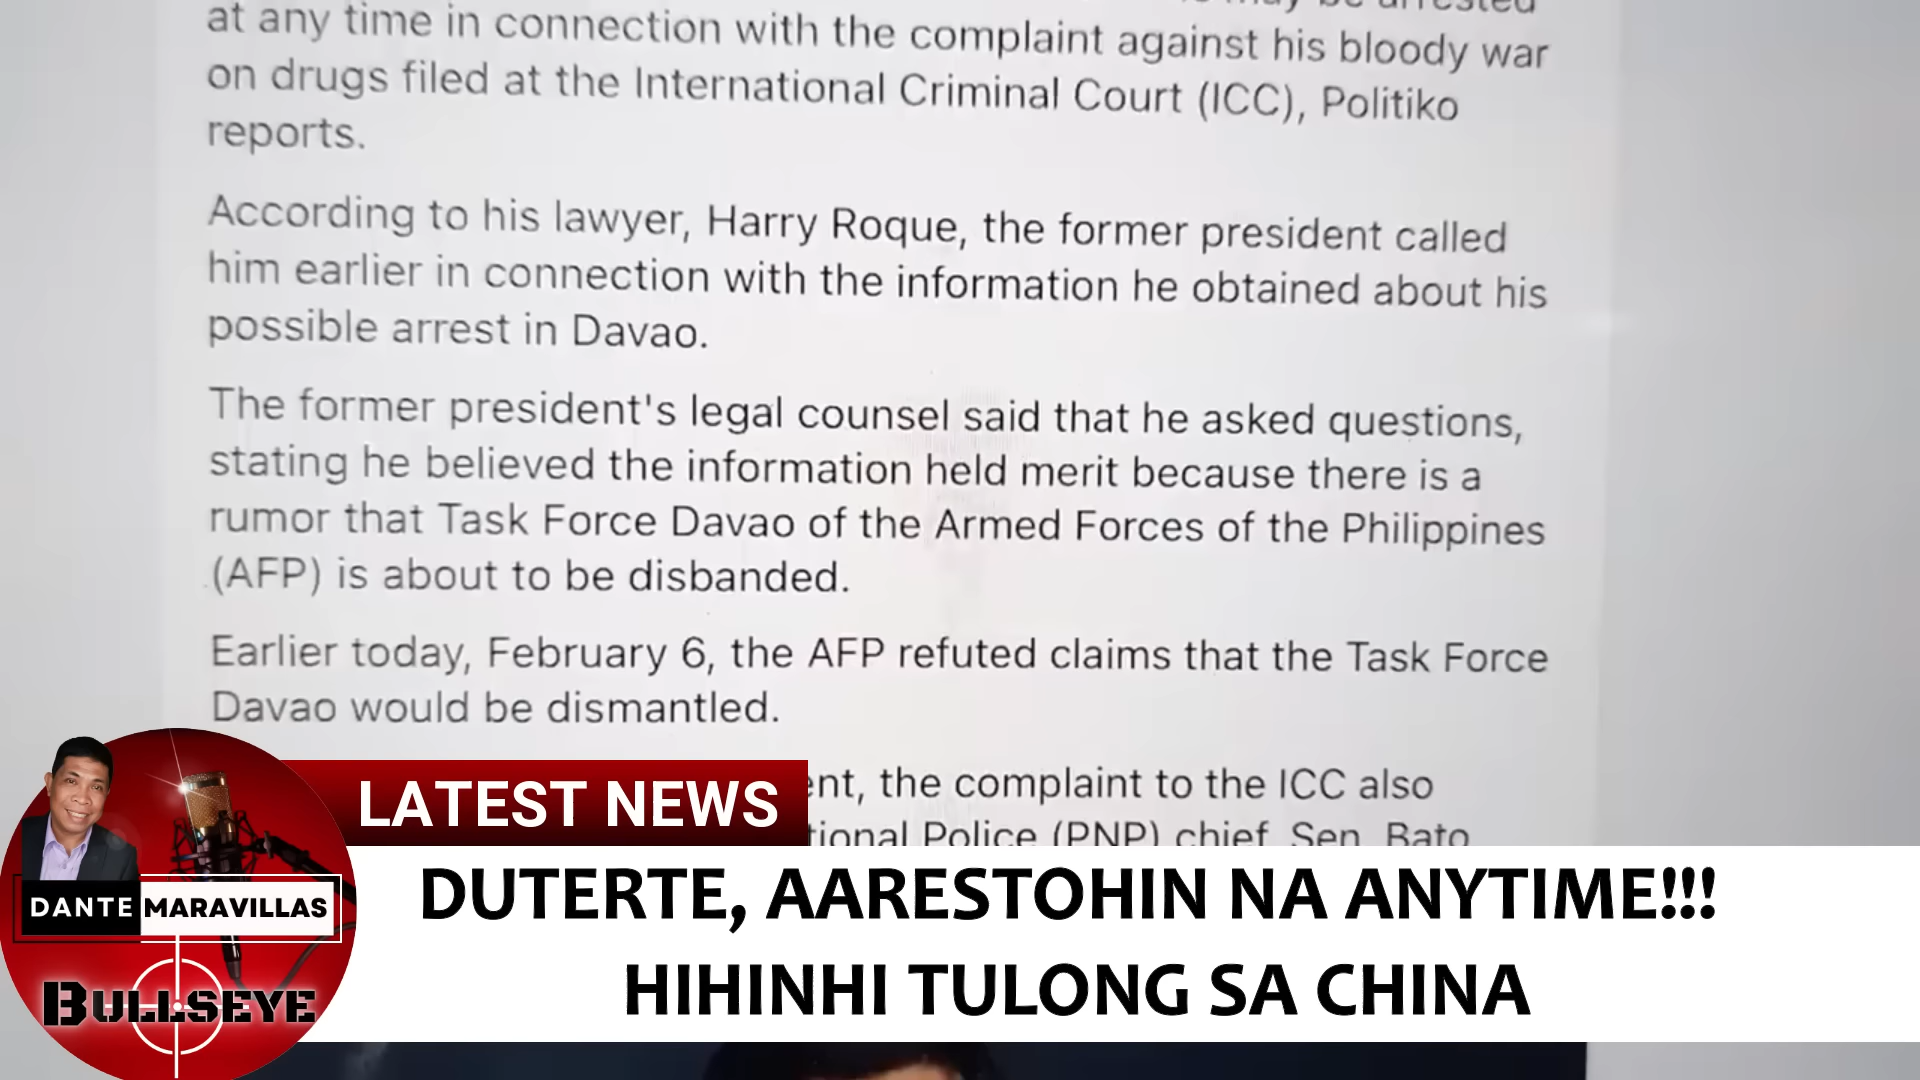 at any time in connection with the complaint against his bloody war
on drugs filed at the International Criminal Court (ICC), Politiko
reports.
According to his lawyer, Harry Roque, the former president called
him earlier in connection with the information he obtained about his
possible arrest in Davao.
The former president's legal counsel said that he asked questions,
stating he believed the information held merit because there is a
rumor that Task Force Davao of the Armed Forces of the Philippines
(AFP) is about to be disbanded.
Earlier today, February 6, the AFP refuted claims that the Task Force
Davao would be dismantled.
the complaint to the ICC also
Police (PNP) chief, Sen. Bato
LATEST NEWS
DUTERTE, AARESTOHIN NA ANYTIME!!!
HIHINHI TULONG SA CHINA
DANTE MARAVILLAS
BULLSEYE